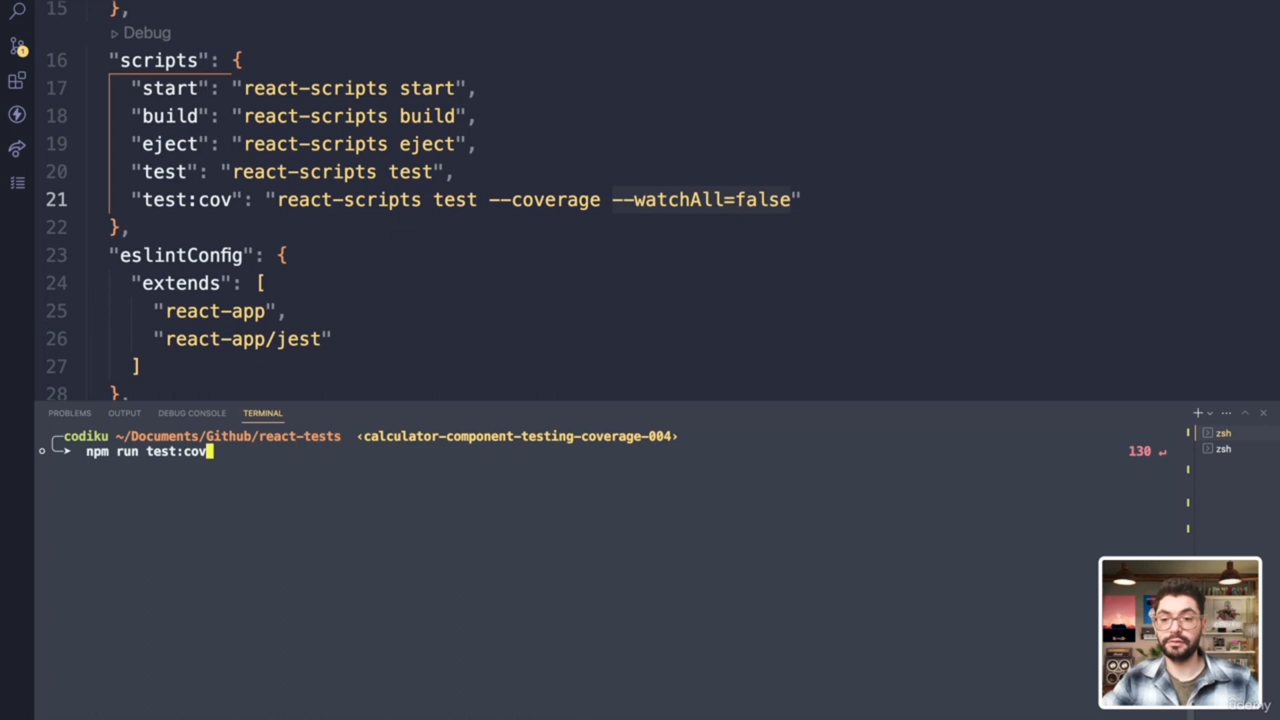 15 },
Debug
16 "scripts": {
17 "start": "react-scripts start",
18 "build": "react-scripts build",
19 "eject": "react-scripts eject",
20 "test": "react-scripts test",
21 "test:cov": "react-scripts test --coverage --watchAll=false"
22 },
23 "eslintConfig": {
24 "extends": [
25 "react-app",
26 "react-app/jest"
27 ]
28 },
PROBLEMS OUTPUT DEBUG CONSOLE TERMINAL
codiku ~/Documents/Github/react-tests ‹calculator-component-testing-coverage-004›
npm run test:cov 130 ↵
zsh
zsh
1